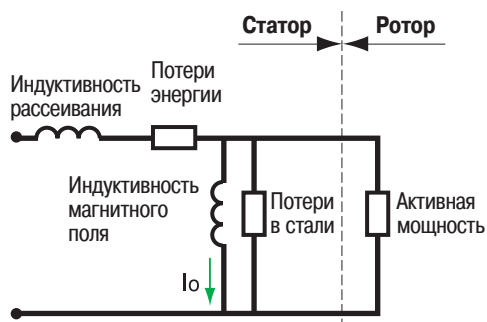 Статор
Ротор
Потери
энергии
Индуктивность
рассеивания
Индуктивность
магнитного
поля
Потери
в стали
Активная
мощность
Io